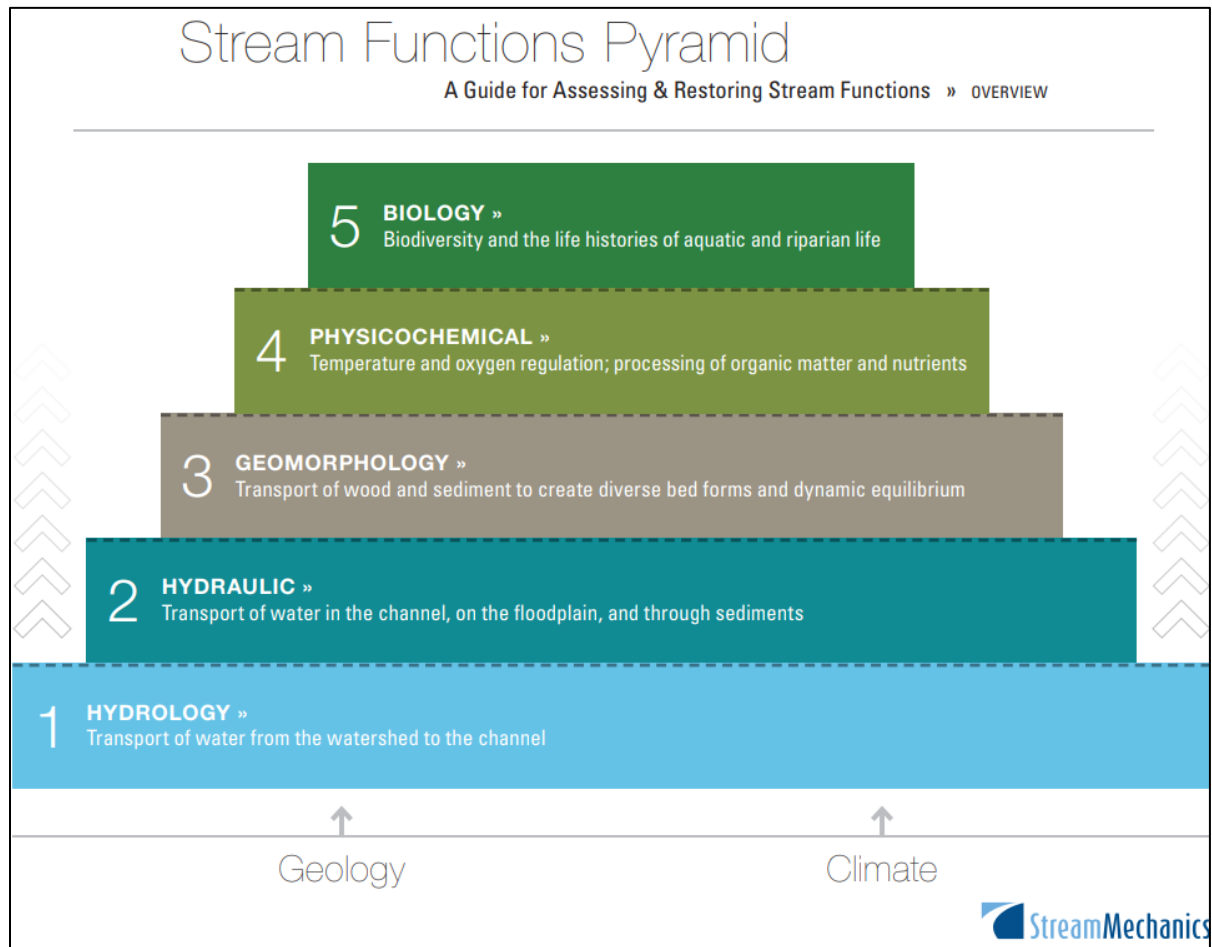 Stream Functions Pyramid
A Guide for Assessing & Restoring Stream Functions » OVERVIEW
5
BIOLOGY »
Biodiversity and the life histories of aquatic and riparian life
4
PHYSICOCHEMICAL »
Temperature and oxygen regulation; processing of organic matter and nutrients
3
GEOMORPHOLOGY »
Transport of wood and sediment to create diverse bed forms and dynamic equilibrium
2
HYDRAULIC »
Transport of water in the channel, on the floodplain, and through sediments
1
HYDROLOGY »
Transport of water from the watershed to the channel
Geology
Climate
StreamMechanics